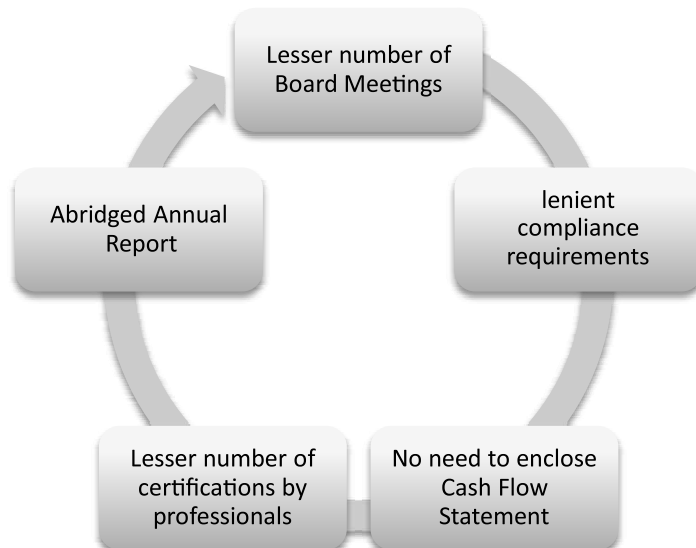 Lesser number of
Board Meetings
lenient
compliance
requirements
No need to enclose
Cash Flow
Statement
Lesser number of
certifications by
professionals
Abridged Annual
Report